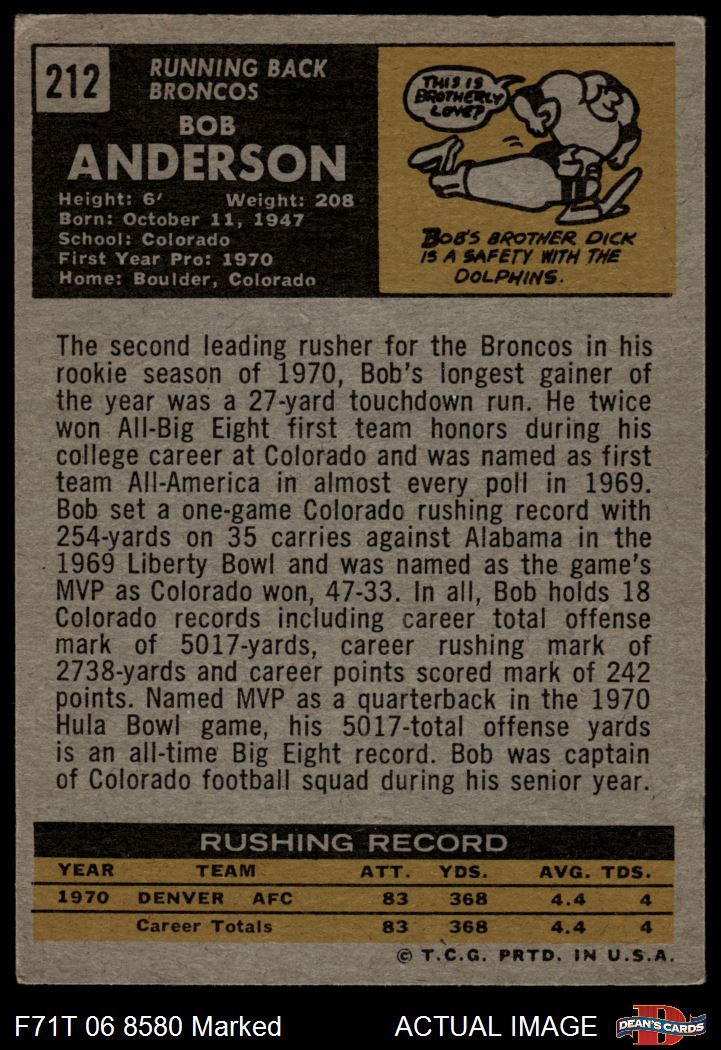 212
RUNNING BACK
BRONCOS
BOB
ANDERSON
Height: 6' Weight: 208
Born: October 11, 1947
School: Colorado
First Year Pro: 1970
Home: Boulder, Colorado
THIS IS
BROTHERLY
LOVE?
BOB'S BROTHER DICK
IS A SAFETY WITH THE
DOLPHINS.
The second leading rusher for the Broncos in his
rookie season of 1970, Bob's longest gainer of
the year was a 27-yard touchdown run. He twice
won All-Big Eight first team honors during his
college career at Colorado and was named as first
team All-America in almost every poll in 1969.
Bob set a one-game Colorado rushing record with
254-yards on 35 carries against Alabama in the
1969 Liberty Bowl and was named as the game's
MVP as Colorado won, 47-33. In all, Bob holds 18
Colorado records including career total offense
mark of 5017-yards, career rushing mark of
2738-yards and career points scored mark of 242
points. Named MVP as a quarterback in the 1970
Hula Bowl game, his 5017-total offense yards
is an all-time Big Eight record. Bob was captain
of Colorado football squad during his senior year.
RUSHING RECORD
YEAR TEAM ATT. YDS. AVG. TDS.
1970 DENVER AFC 83 368 4.4 4
Career Totals 83 368 4.4 4
© T.C.G. PRTD. IN U.S.A.
F71T 06 8580 Marked ACTUAL IMAGE DEAN'S CARDS